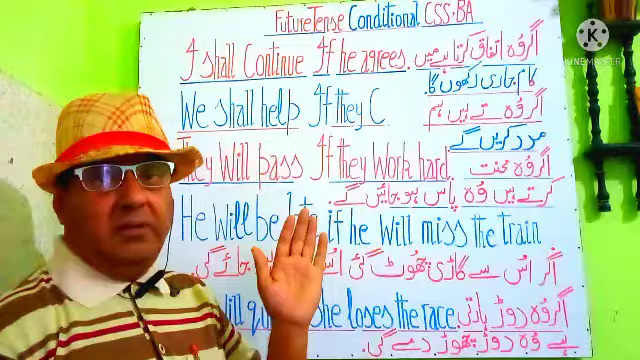 Future Tense Conditional CSS·BA
I shall Continue If he agrees. اگر وہ اتفاق کرتا ہے میں
کام جاری رکھوں گا
We shall help If they C اگر وہ تے ہیں ہم
مدد کریں گے
They Will pass If they Work hard. اگر وہ محنت
کرتے ہیں وہ پاس ہو جائیں گے.
He Will be if he Will miss the train
اگر اُس سے گاڑی چھوٹ گئی جائے گی.
she loses the race. اگر وہ دوڑ ہارتی
ہے وہ دوڑ چھوڑ دے گی.
KINEMASTER